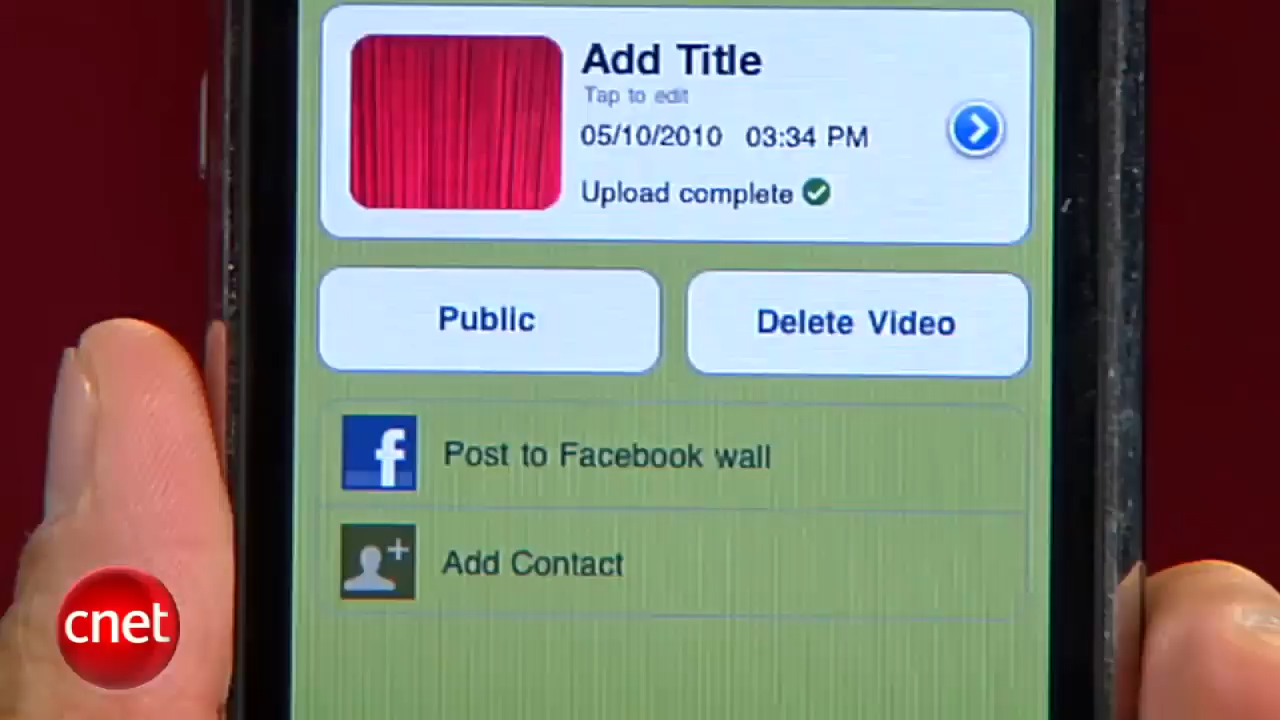 Add Title
Tap to edit
05/10/2010 03:34 PM
Upload complete
Public
Delete Video
f
Post to Facebook wall
Add Contact
cnet